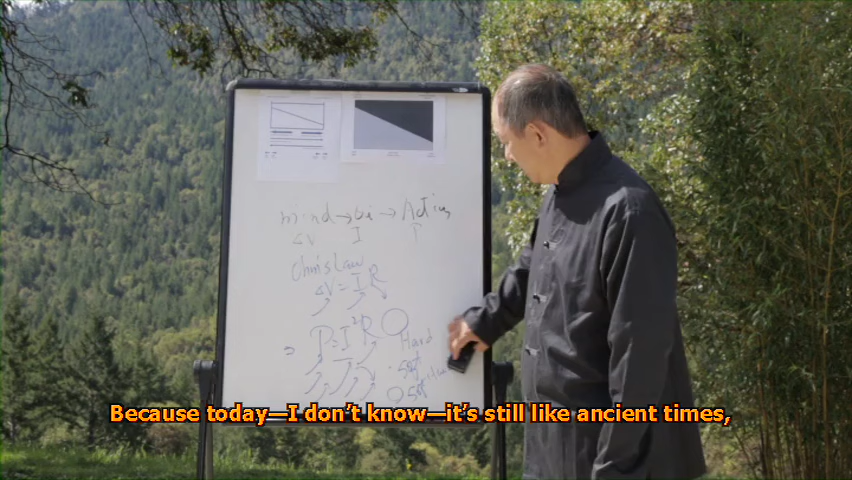 mind → Qi → Action
ΔV I
Ohm's Law
ΔV = I R
⇒ P = I²R
Hard
Soft
Soft
Because today—I don't know—it's still like ancient times,